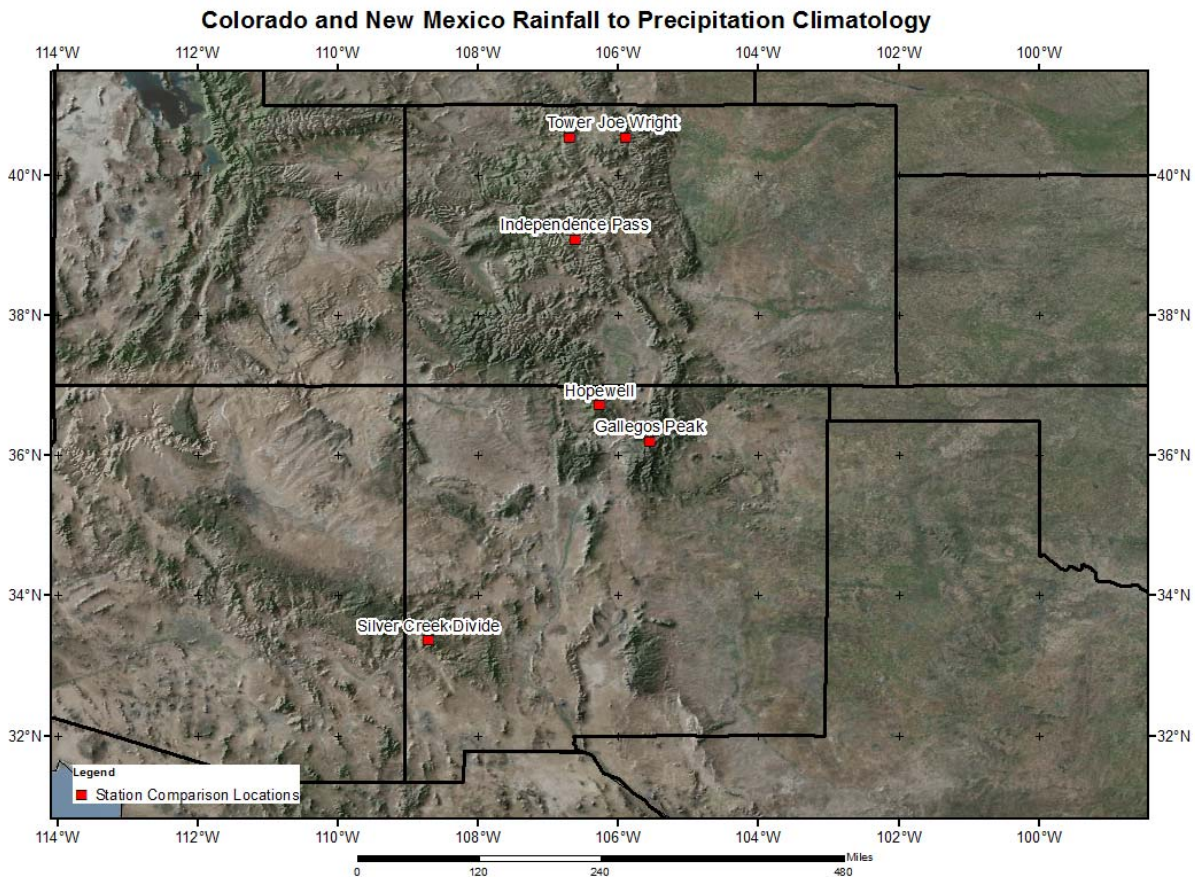 Colorado and New Mexico Rainfall to Precipitation Climatology
114°W 112°W 110°W 108°W 106°W 104°W 102°W 100°W
Tower Joe Wright
40°N 40°N
Independence Pass
38°N 38°N
Hopewell
Gallegos Peak
36°N 36°N
34°N 34°N
Silver Creek Divide
32°N 32°N
Legend
Station Comparison Locations
114°W 112°W 110°W 108°W 106°W 104°W 102°W 100°W
Miles
0 120 240 480